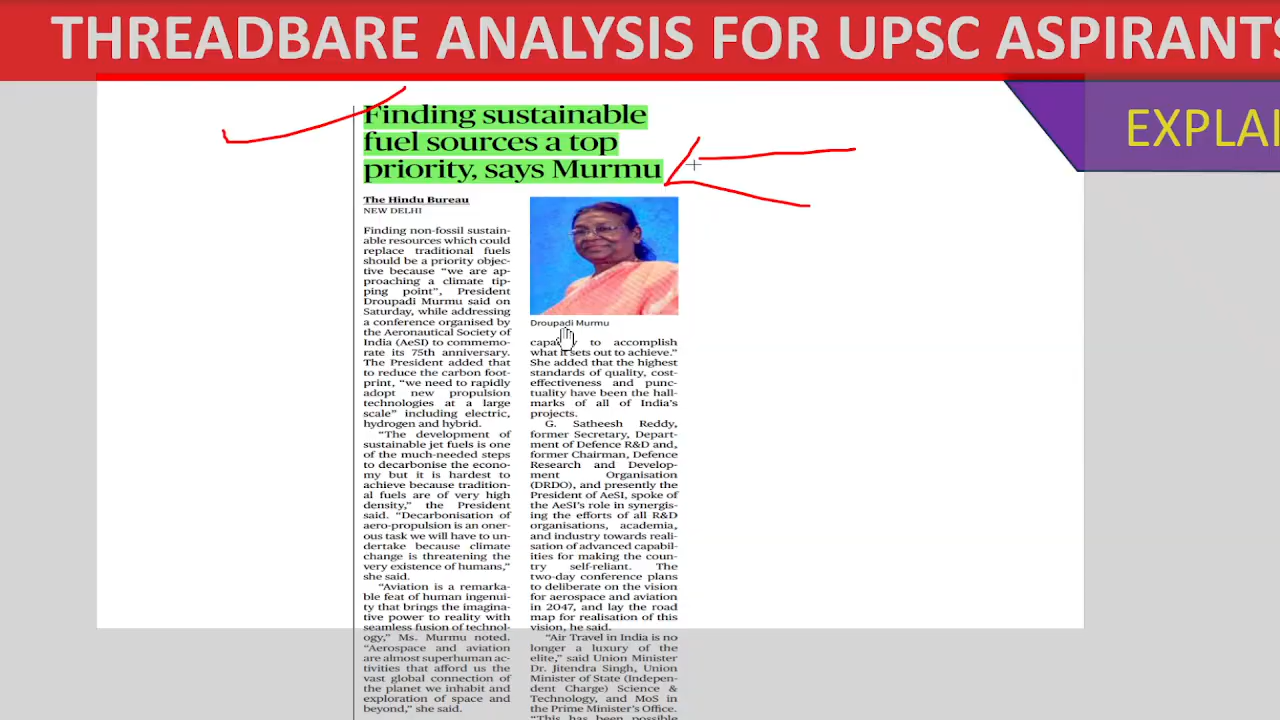 THREADBARE ANALYSIS FOR UPSC ASPIRANTS
EXPLAI
Finding sustainable
fuel sources a top
priority, says Murmu
The Hindu Bureau
NEW DELHI
Finding non-fossil sustain-
able resources which could
replace traditional fuels
should be a priority objec-
tive because “we are ap-
proaching a climate tip-
ping point”, President
Droupadi Murmu said on
Saturday, while addressing
a conference organised by
the Aeronautical Society of
India (AeSI) to commemo-
rate its 75th anniversary.
The President added that
to reduce the carbon foot-
print, “we need to rapidly
adopt new propulsion
technologies at a large
scale” including electric,
hydrogen and hybrid.
“The development of
sustainable jet fuels is one
of the much-needed steps
to decarbonise the econo-
my but it is hardest to
achieve because tradition-
al fuels are of very high
density,” the President
said. “Decarbonisation of
aero-propulsion is an oner-
ous task we will have to un-
dertake because climate
change is threatening the
very existence of humans,”
she said.
“Aviation is a remarka-
ble feat of human ingenui-
ty that brings the imagina-
tive power to reality with
seamless fusion of technol-
ogy,” Ms. Murmu noted.
“Aerospace and aviation
are almost superhuman ac-
tivities that afford us the
vast global connection of
the planet we inhabit and
exploration of space and
beyond,” she said.
Droupadi Murmu
capacity to accomplish
what it sets out to achieve.”
She added that the highest
standards of quality, cost-
effectiveness and punc-
tuality have been the hall-
marks of all of India’s
projects.
G. Satheesh Reddy,
former Secretary, Depart-
ment of Defence R&D and,
former Chairman, Defence
Research and Develop-
ment Organisation
(DRDO), and presently the
President of AeSI, spoke of
the AeSI’s role in synergis-
ing the efforts of all R&D
organisations, academia,
and industry towards reali-
sation of advanced capabil-
ities for making the coun-
try self-reliant. The
two-day conference plans
to deliberate on the vision
for aerospace and aviation
in 2047, and lay the road
map for realisation of this
vision, he said.
“Air Travel in India is no
longer a luxury of the
elite,” said Union Minister
Dr. Jitendra Singh, Union
Minister of State (Indepen-
dent Charge) Science &
Technology, and MoS in
the Prime Minister’s Office.
“This has been possible